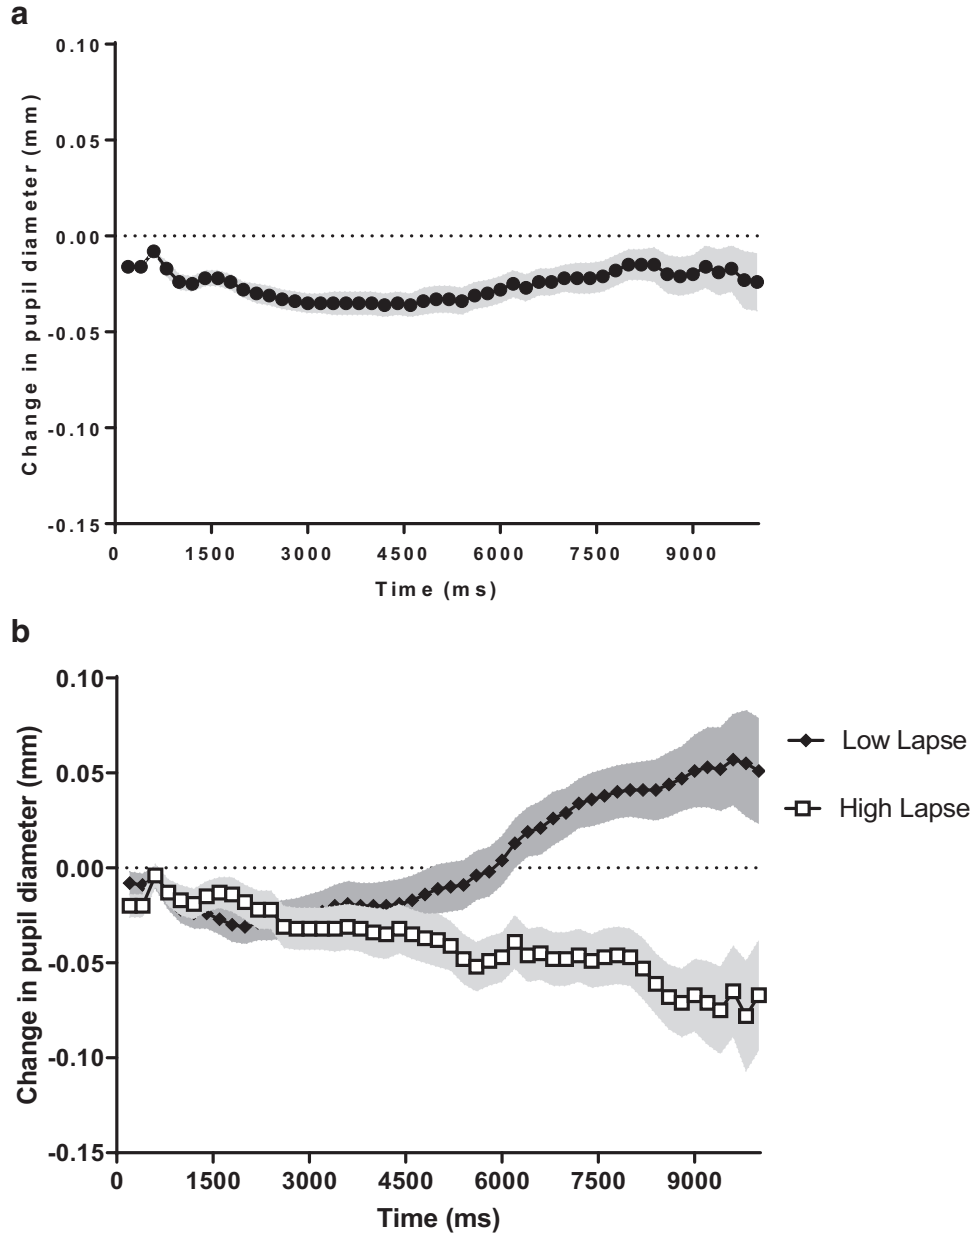 a
Change in pupil diameter (mm)
0.10
0.05
0.00
-0.05
-0.10
-0.15
0 1500 3000 4500 6000 7500 9000
Time (ms)
b
Change in pupil diameter (mm)
0.10
0.05
0.00
-0.05
-0.10
-0.15
0 1500 3000 4500 6000 7500 9000
Time (ms)
Low Lapse
High Lapse